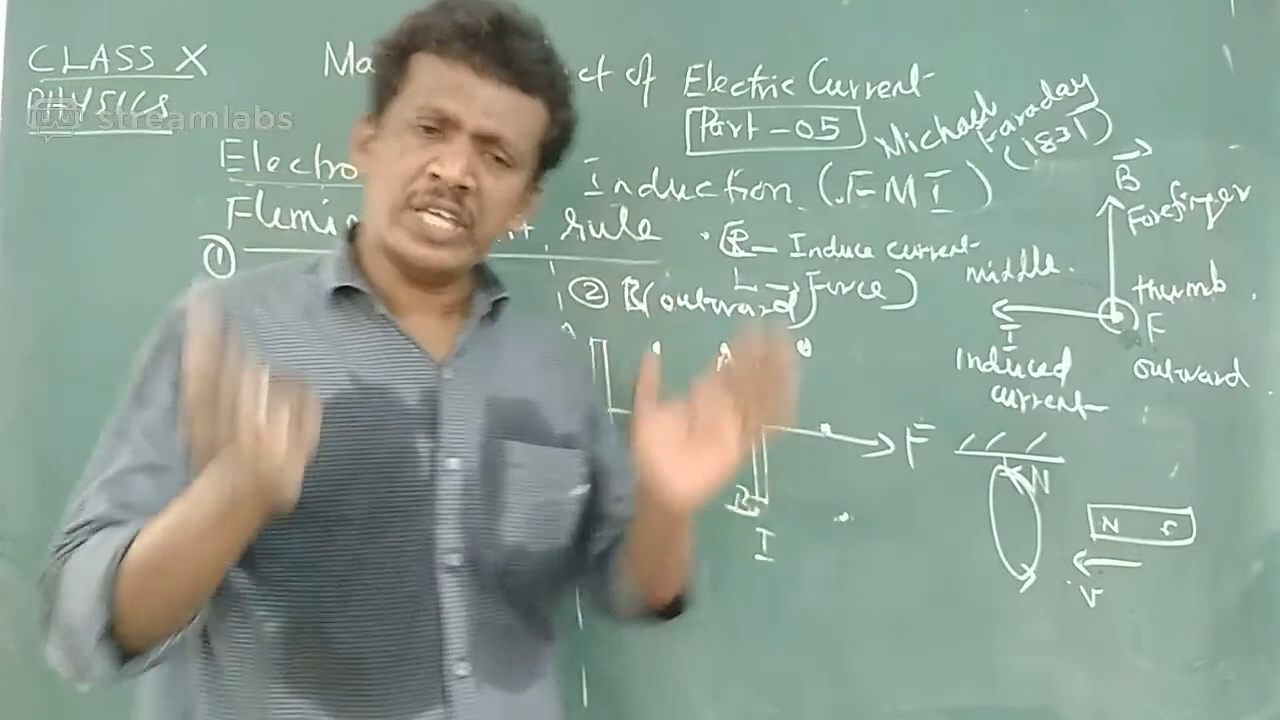 CLASS X
PHYSICS
streamlabs
Ma ct of Electric Current
Part-05
Michael Faraday
(1831)
Electro Induction (EMI)
Flemin rule
Induce current
L → Force)
①
② B(outward)
A
B
I
F
B
Forefinger
middle.
thumb
F
outward
I
Induced
current
N
N S
v